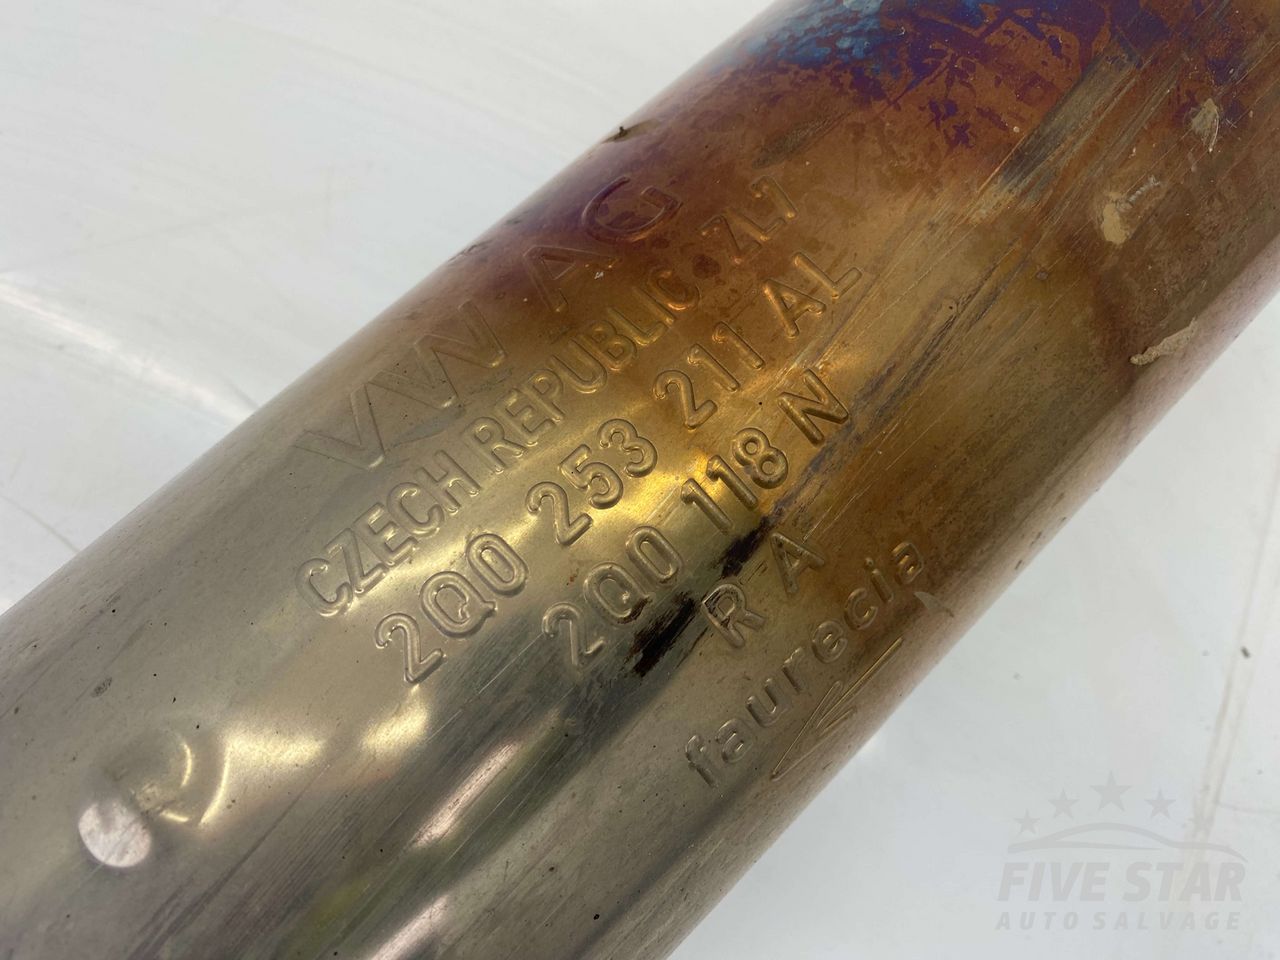 VW AG
CZECH REPUBLIC ZL7
2Q0 253 211 AL
2Q0 118 N
R A
faurecia
FIVE STAR
AUTO SALVAGE